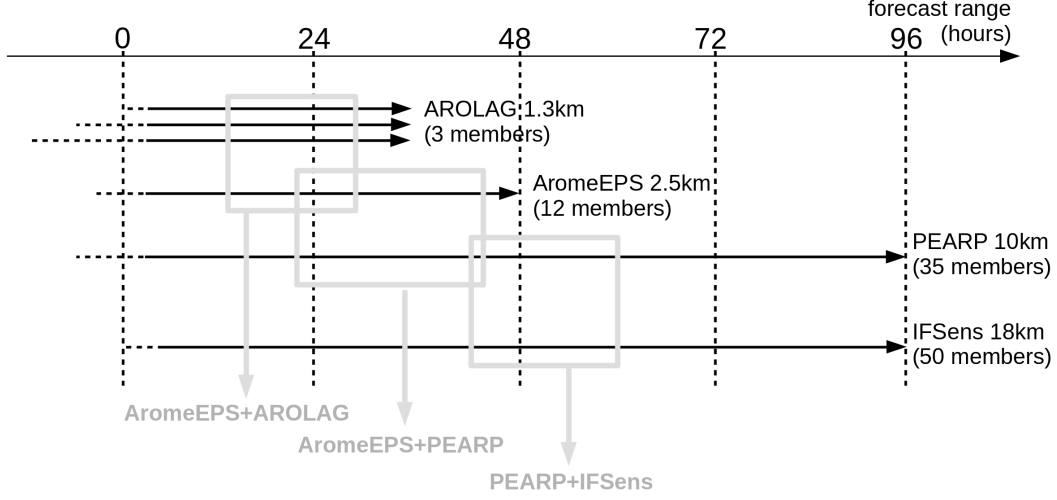 forecast range
(hours)
0 24 48 72 96
AROLAG 1.3km
(3 members)
AromeEPS 2.5km
(12 members)
PEARP 10km
(35 members)
IFSens 18km
(50 members)
AromeEPS+AROLAG
AromeEPS+PEARP
PEARP+IFSens